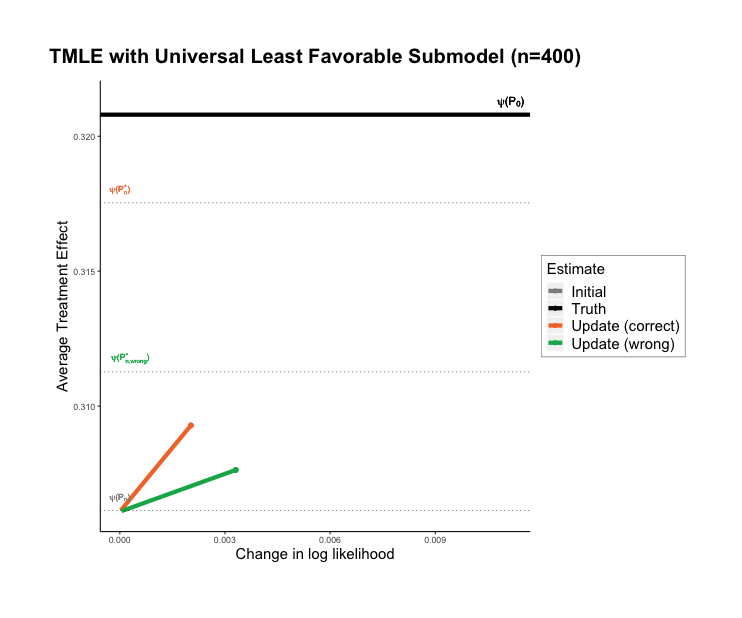 TMLE with Universal Least Favorable Submodel (n=400)
ψ(P₀)
0.320
ψ(Pₙ*)
0.315
Average Treatment Effect
ψ(P*ₙ,wrong)
0.310
ψ(Pₙ)
0.000 0.003 0.006 0.009
Change in log likelihood
Estimate
Initial
Truth
Update (correct)
Update (wrong)